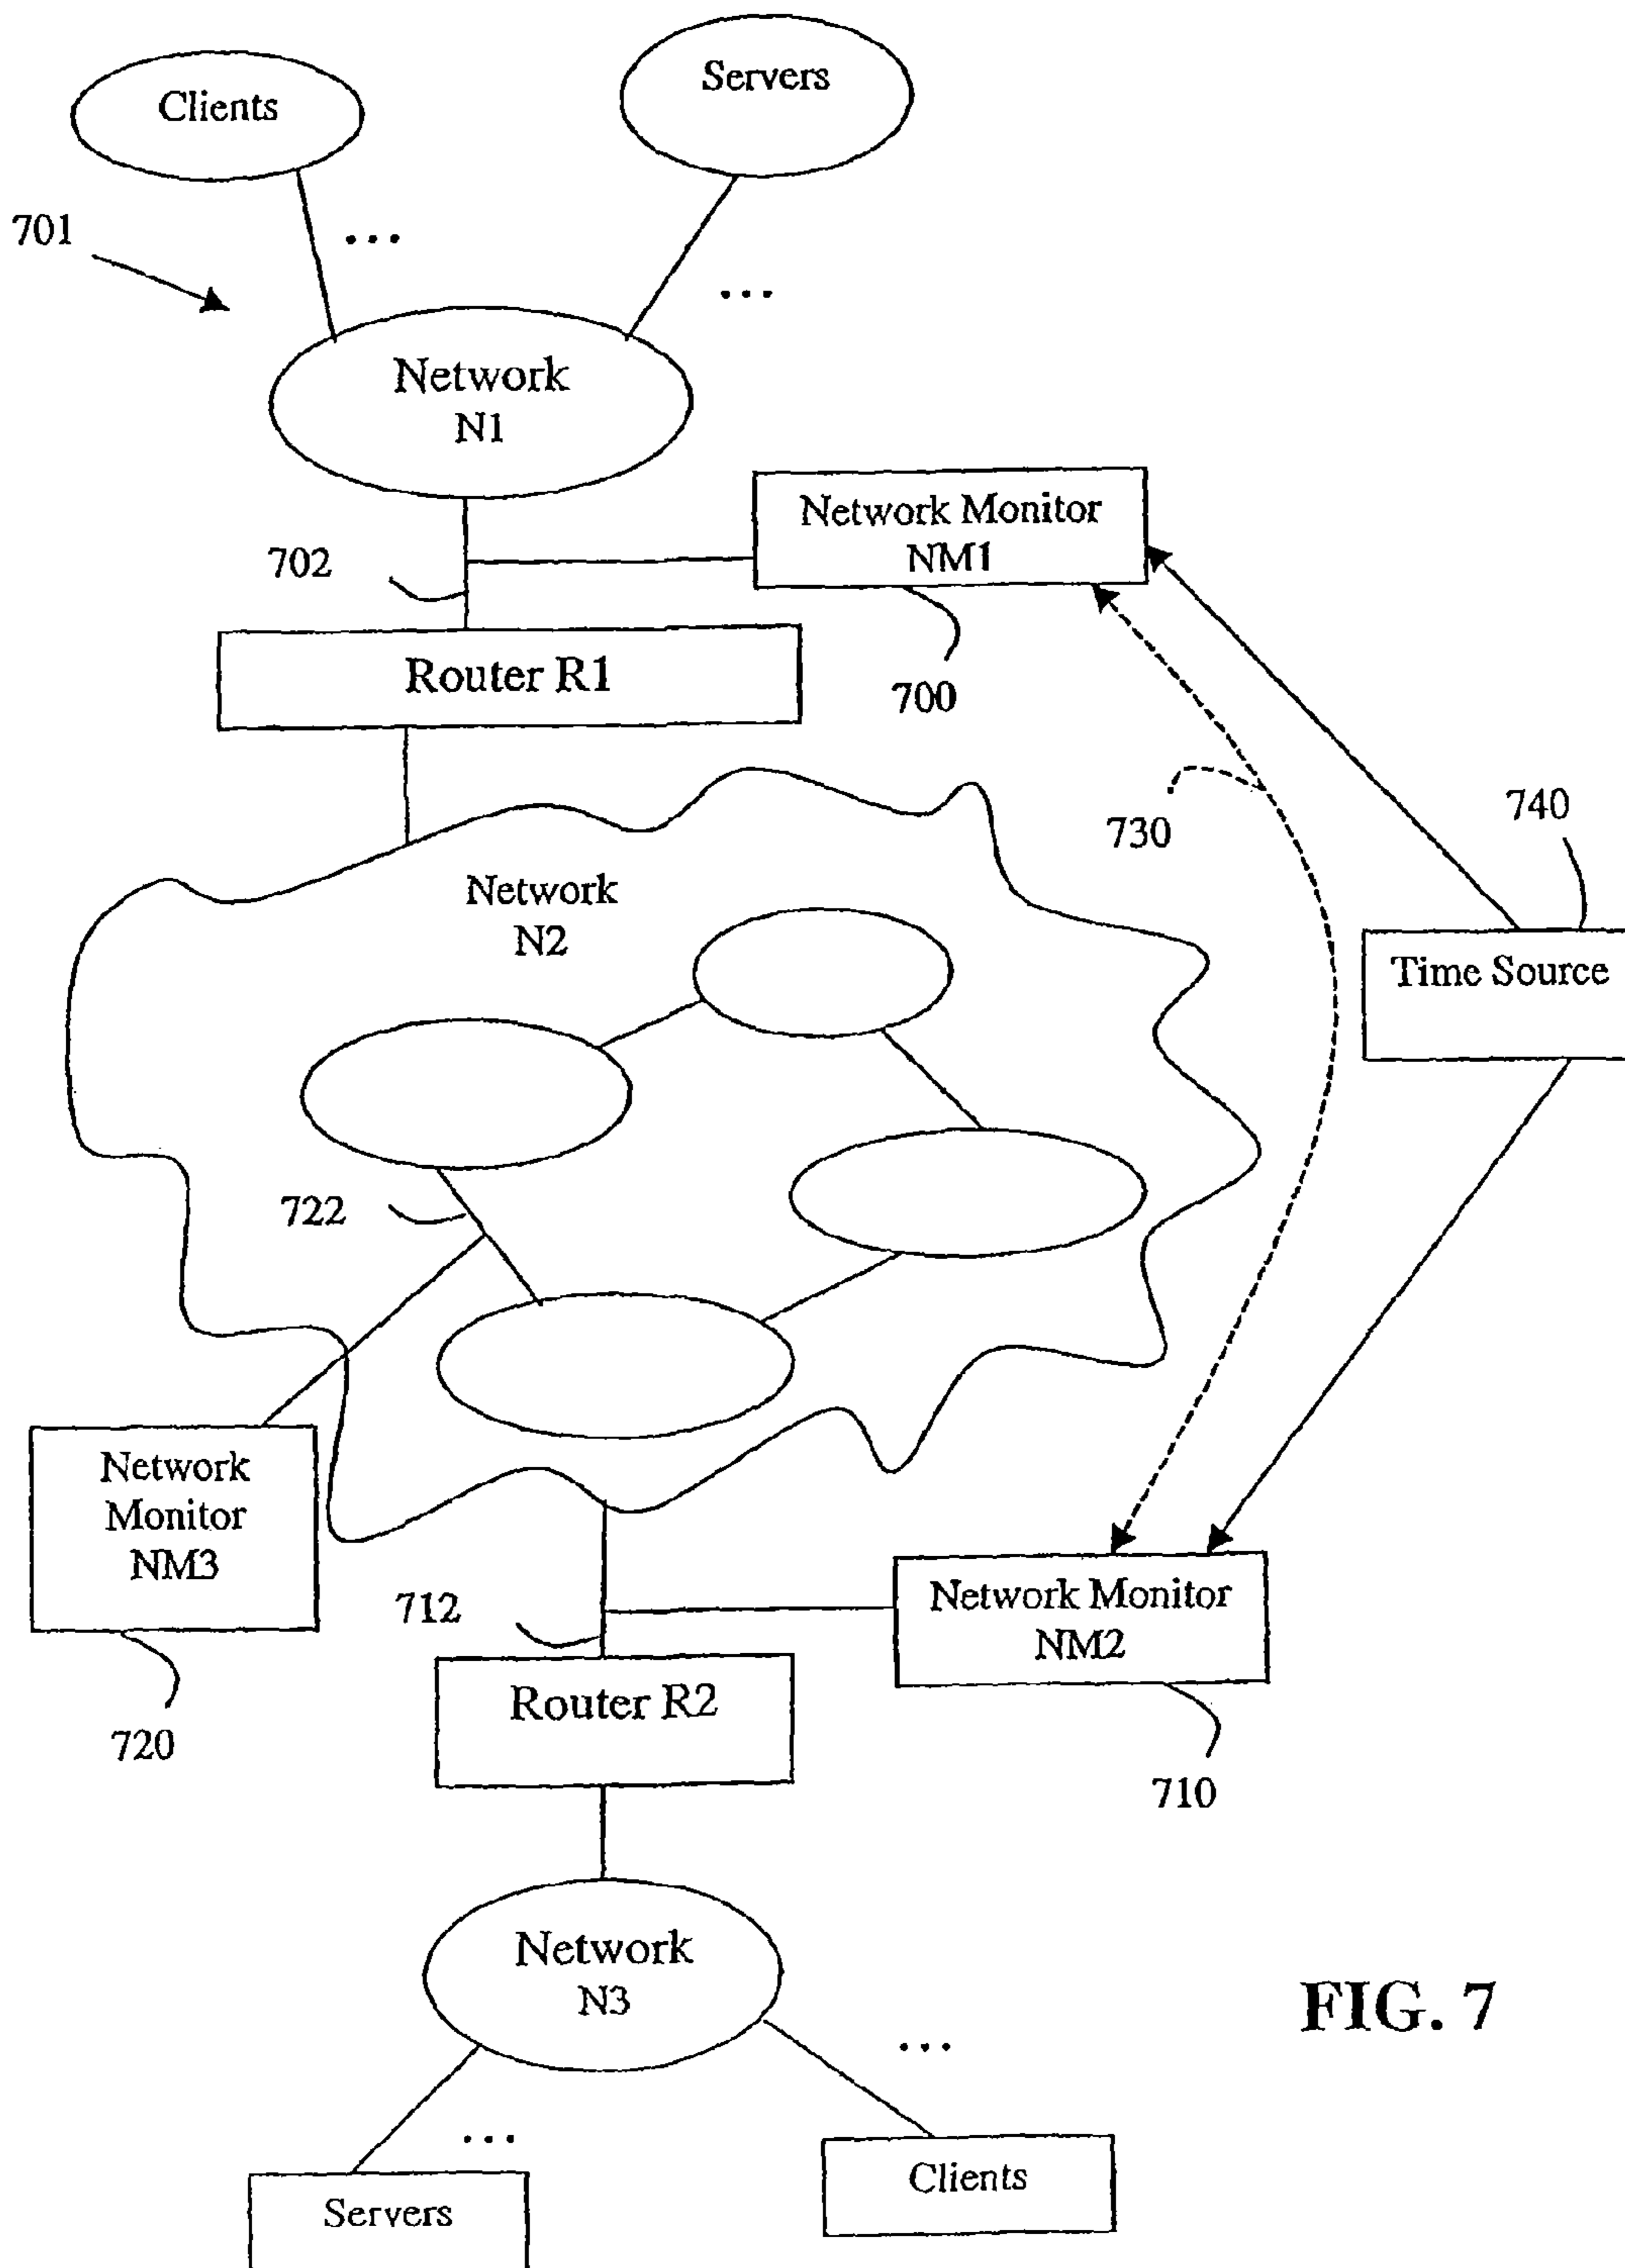 Clients
Servers
701
...
...
Network
N1
Network Monitor
NM1
702
Router R1
700
730
740
Network
N2
Time Source
722
Network
Monitor
NM3
712
Network Monitor
NM2
Router R2
720
710
Network
N3
FIG. 7
...
...
Clients
Servers